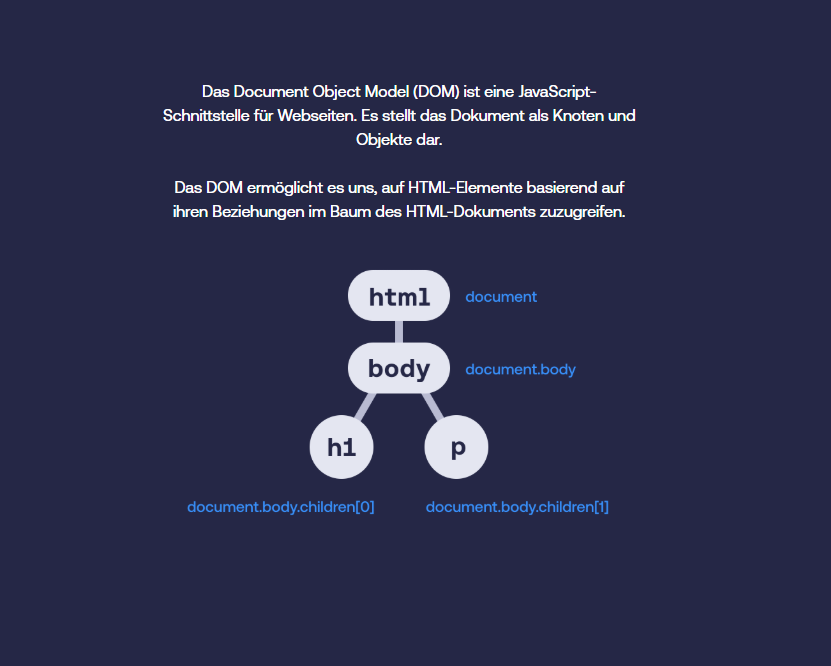 Das Document Object Model (DOM) ist eine JavaScript-
Schnittstelle für Webseiten. Es stellt das Dokument als Knoten und
Objekte dar.
Das DOM ermöglicht es uns, auf HTML-Elemente basierend auf
ihren Beziehungen im Baum des HTML-Dokuments zuzugreifen.
html document
body document.body
h1 p
document.body.children[0] document.body.children[1]